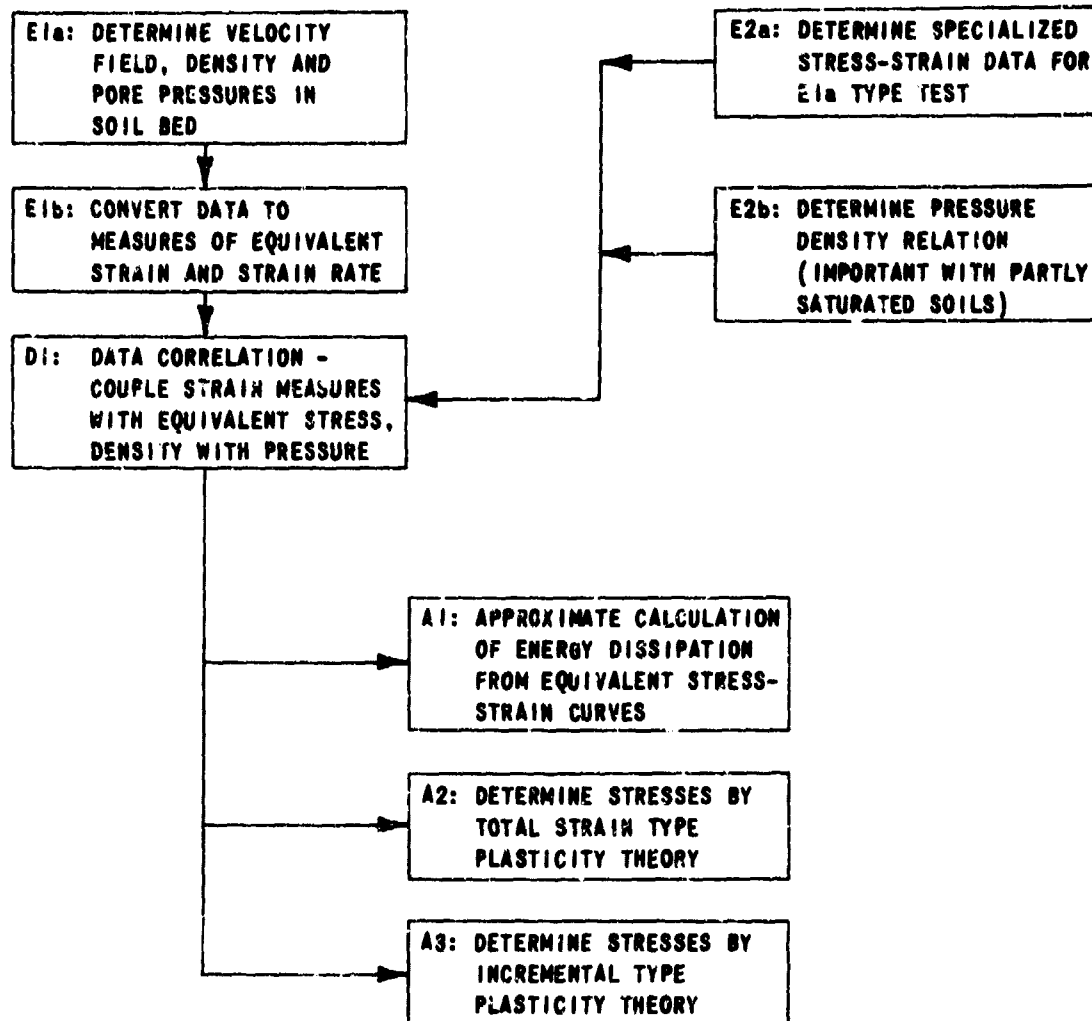 E1a: DETERMINE VELOCITY
FIELD, DENSITY AND
PORE PRESSURES IN
SOIL BED
E2a: DETERMINE SPECIALIZED
STRESS-STRAIN DATA FOR
E1a TYPE TEST
E1b: CONVERT DATA TO
MEASURES OF EQUIVALENT
STRAIN AND STRAIN RATE
E2b: DETERMINE PRESSURE
DENSITY RELATION
(IMPORTANT WITH PARTLY
SATURATED SOILS)
D1: DATA CORRELATION -
COUPLE STRAIN MEASURES
WITH EQUIVALENT STRESS,
DENSITY WITH PRESSURE
A1: APPROXIMATE CALCULATION
OF ENERGY DISSIPATION
FROM EQUIVALENT STRESS-
STRAIN CURVES
A2: DETERMINE STRESSES BY
TOTAL STRAIN TYPE
PLASTICITY THEORY
A3: DETERMINE STRESSES BY
INCREMENTAL TYPE
PLASTICITY THEORY